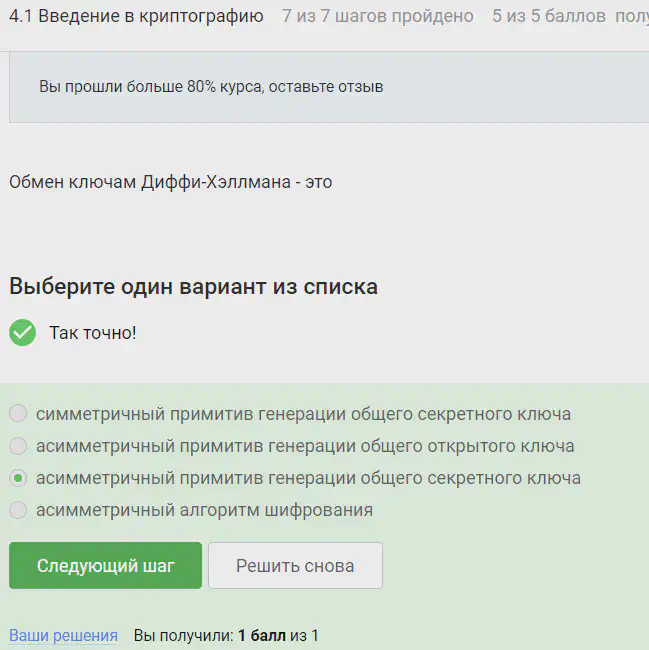 4.1 Введение в криптографию 7 из 7 шагов пройдено 5 из 5 баллов
Вы прошли больше 80% курса, оставьте отзыв
Обмен ключам Диффи-Хэллмана - это
Выберите один вариант из списка
Так точно!
симметричный примитив генерации общего секретного ключа
асимметричный примитив генерации общего открытого ключа
асимметричный примитив генерации общего секретного ключа
асимметричный алгоритм шифрования
Следующий шаг Решить снова
Ваши решения Вы получили: 1 балл из 1